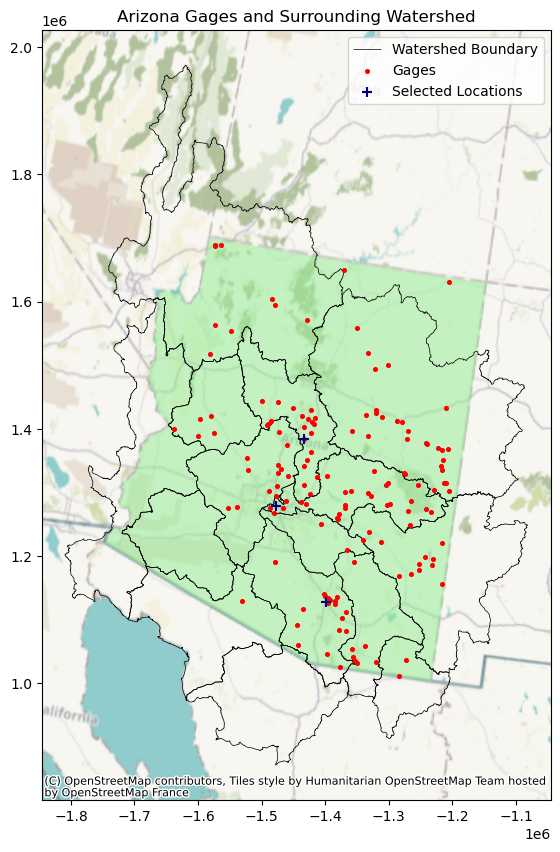 Arizona Gages and Surrounding Watershed
1e6
Watershed Boundary
Gages
Selected Locations
2.0
1.8
1.6
1.4
1.2
1.0
alifornia
(C) OpenStreetMap contributors, Tiles style by Humanitarian OpenStreetMap Team hosted
by OpenStreetMap France
−1.8 −1.7 −1.6 −1.5 −1.4 −1.3 −1.2 −1.1
1e6